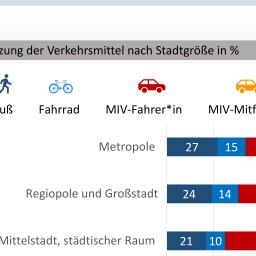 zung der Verkehrsmittel nach Stadtgröße in %
uß Fahrrad MIV-Fahrer*in MIV-Mitf
Metropole 27 15
Regiopole und Großstadt 24 14
Mittelstadt, städtischer Raum 21 10